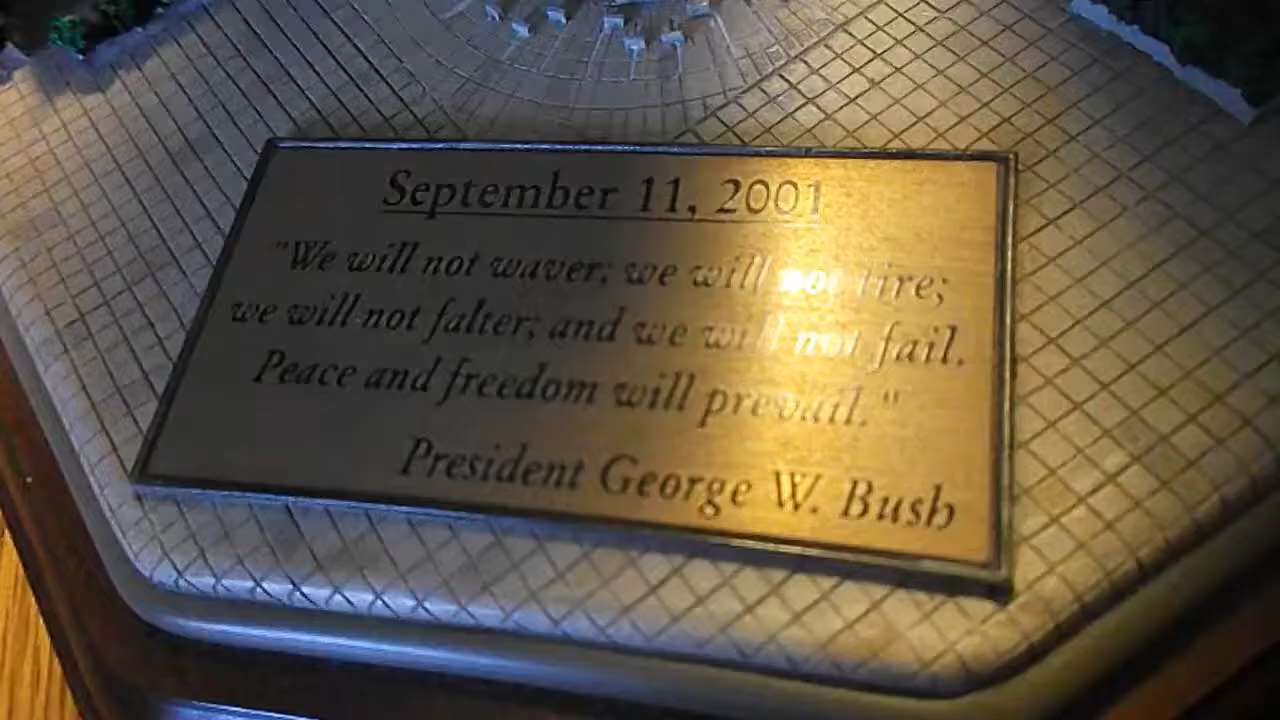 September 11, 2001
"We will not waver; we will not tire;
we will not falter; and we will not fail.
Peace and freedom will prevail."
President George W. Bush